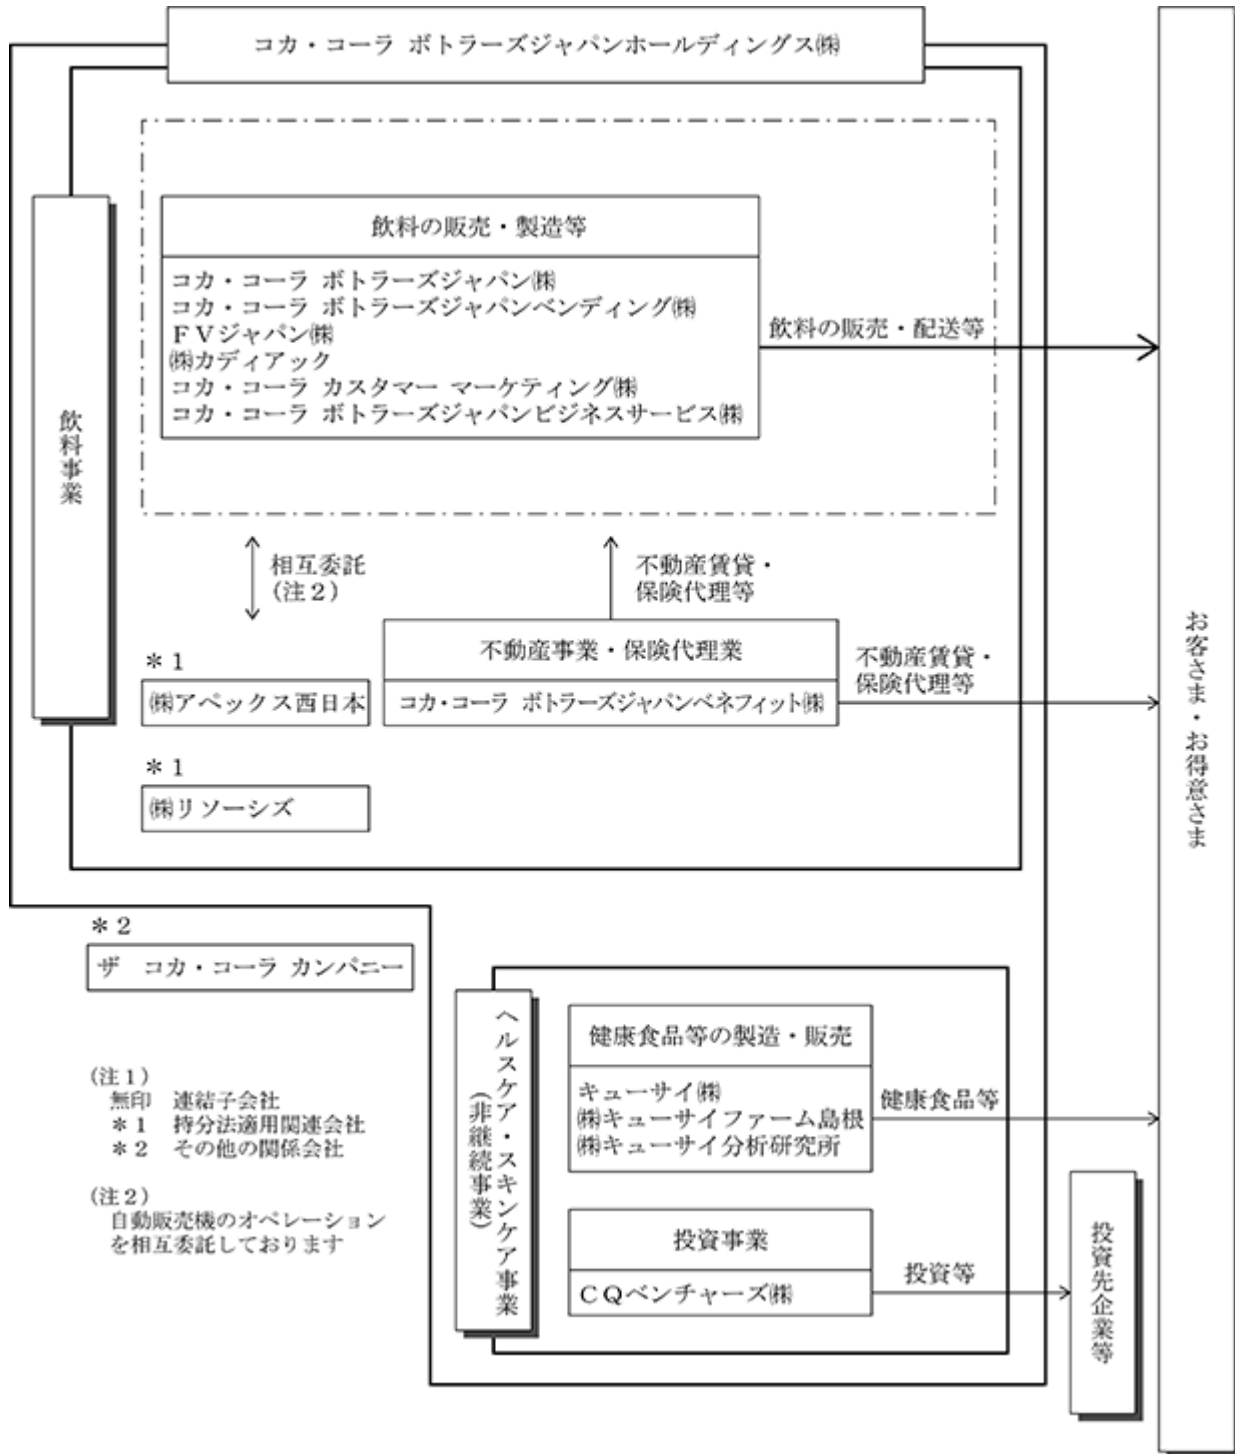 コカ・コーラ ボトラーズジャパンホールディングス㈱
飲料事業
飲料の販売・製造等
コカ・コーラ ボトラーズジャパン㈱
コカ・コーラ ボトラーズジャパンベンディング㈱
ＦＶジャパン㈱
㈱カディアック
コカ・コーラ カスタマー マーケティング㈱
コカ・コーラ ボトラーズジャパンビジネスサービス㈱
飲料の販売・配送等
相互委託
(注２)
不動産賃貸・
保険代理等
不動産事業・保険代理業
コカ・コーラ ボトラーズジャパンベネフィット㈱
不動産賃貸・
保険代理等
＊１
㈱アペックス西日本
＊１
㈱リソーシズ
お客さま・お得意さま
＊２
ザ　コカ・コーラ カンパニー
ヘルスケア・スキンケア事業
(非継続事業)
健康食品等の製造・販売
キューサイ㈱
㈱キューサイファーム島根
㈱キューサイ分析研究所
健康食品等
投資事業
ＣＱベンチャーズ㈱
投資等
投資先企業等
(注１)
無印　連結子会社
＊１　持分法適用関連会社
＊２　その他の関係会社
(注２)
自動販売機のオペレーション
を相互委託しております